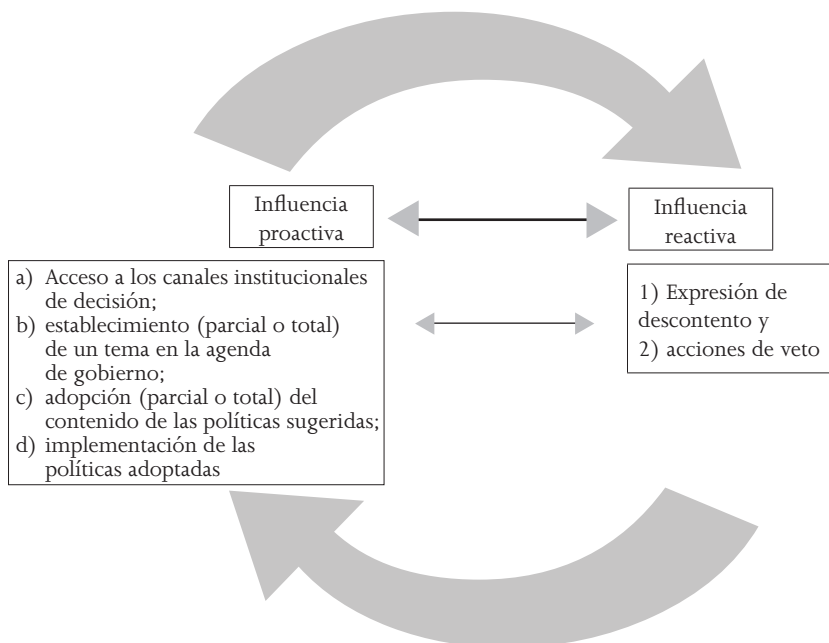 Influencia
proactiva
Influencia
reactiva
a) Acceso a los canales institucionales
de decisión;
b) establecimiento (parcial o total)
de un tema en la agenda
de gobierno;
c) adopción (parcial o total) del
contenido de las políticas sugeridas;
d) implementación de las
políticas adoptadas
1) Expresión de
descontento y
2) acciones de veto